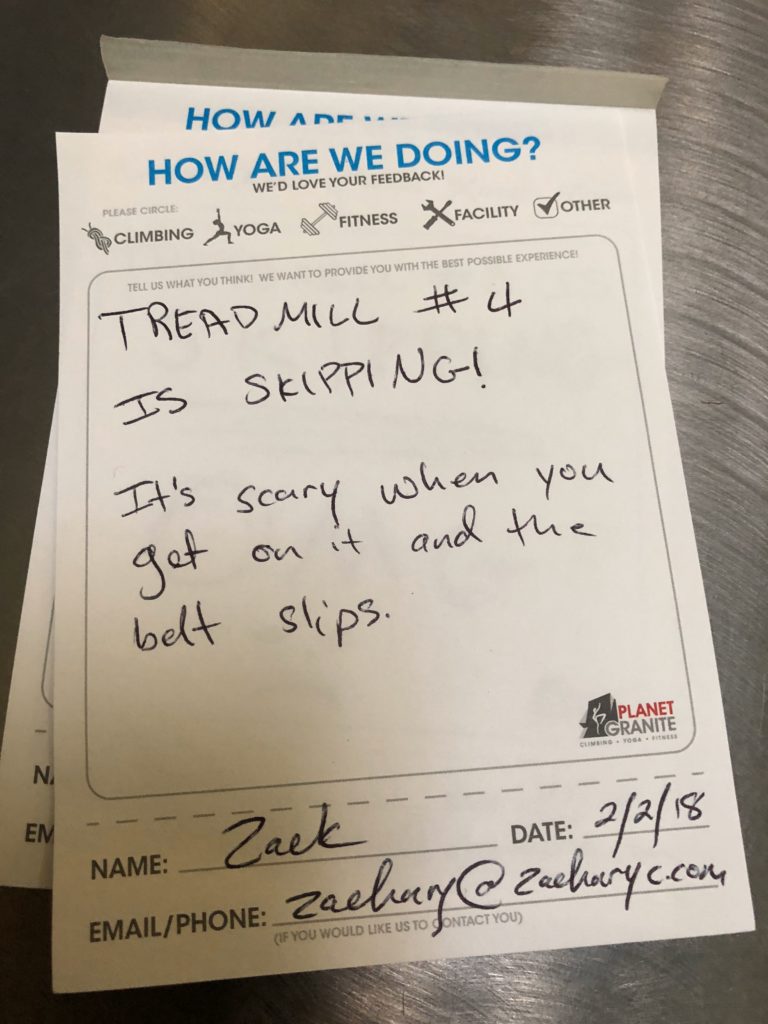 HOW ARE WE
HOW ARE WE DOING?
WE'D LOVE YOUR FEEDBACK!
PLEASE CIRCLE:
CLIMBING YOGA FITNESS FACILITY OTHER
TELL US WHAT YOU THINK! WE WANT TO PROVIDE YOU WITH THE BEST POSSIBLE EXPERIENCE!
TREADMILL #4
IS SKIPPING!
It's scary when you
get on it and the
belt slips.
PLANET
GRANITE
CLIMBING • YOGA • FITNESS
NAME: Zack DATE: 2/2/18
EMAIL/PHONE: zachary@zacharyc.com
(IF YOU WOULD LIKE US TO CONTACT YOU)
NA
EM